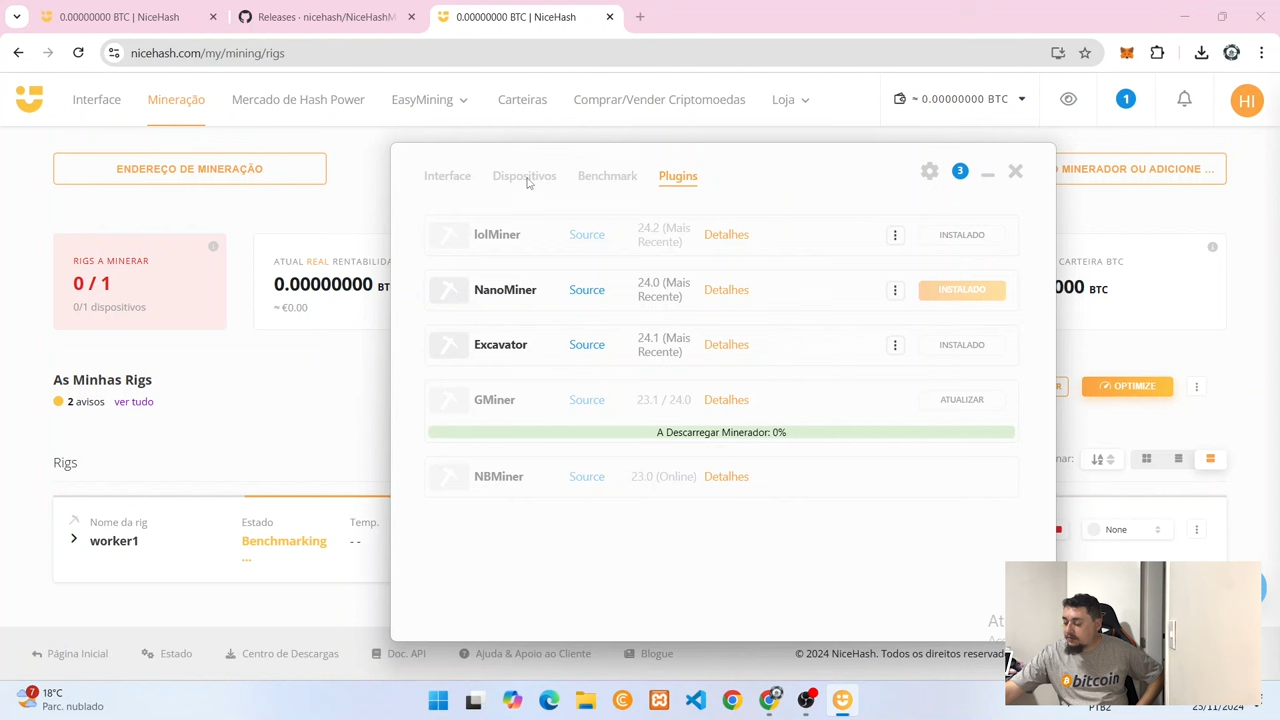 0.00000000 BTC | NiceHash
Releases · nicehash/NiceHashM
0.00000000 BTC | NiceHash
nicehash.com/my/mining/rigs
Interface
Mineração
Mercado de Hash Power
EasyMining
Carteiras
Comprar/Vender Criptomoedas
Loja
≈ 0.00000000 BTC
1
HI
ENDEREÇO DE MINERAÇÃO
MINERADOR OU ADICIONE ...
Interface
Dispositivos
Benchmark
Plugins
3
RIGS A MINERAR
0 / 1
0/1 dispositivos
ATUAL REAL RENTABILIDA
0.00000000 BT
≈ €0.00
CARTEIRA BTC
000 BTC
lolMiner
Source
24.2 (Mais
Recente)
Detalhes
INSTALADO
NanoMiner
Source
24.0 (Mais
Recente)
Detalhes
INSTALADO
Excavator
Source
24.1 (Mais
Recente)
Detalhes
INSTALADO
GMiner
Source
23.1 / 24.0
Detalhes
ATUALIZAR
A Descarregar Minerador: 0%
NBMiner
Source
23.0 (Online)
Detalhes
As Minhas Rigs
2 avisos
ver tudo
R
OPTIMIZE
Rigs
nar:
Nome da rig
worker1
Estado
Benchmarking
...
Temp.
- -
None
At
Página Inicial
Estado
Centro de Descargas
Doc. API
Ajuda & Apoio ao Cliente
Blogue
© 2024 NiceHash. Todos os direitos reserva
bitcoin
7
18°C
Parc. nublado
PTB2
25/11/2024